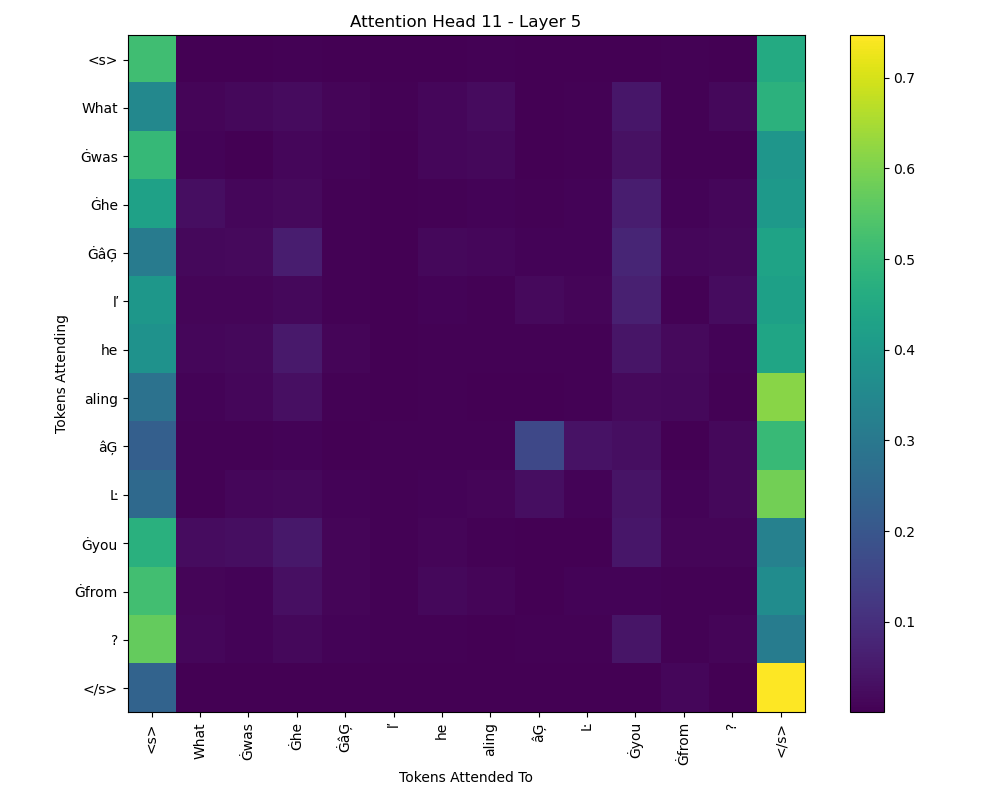 Attention Head 11 - Layer 5
Tokens Attending
<s>
What
Ġwas
Ġhe
ĠâĢ
ľ
he
aling
âĢ
Ŀ
Ġyou
Ġfrom
?
</s>
<s>
What
Ġwas
Ġhe
ĠâĢ
ľ
he
aling
âĢ
Ŀ
Ġyou
Ġfrom
?
</s>
Tokens Attended To
0.7
0.6
0.5
0.4
0.3
0.2
0.1